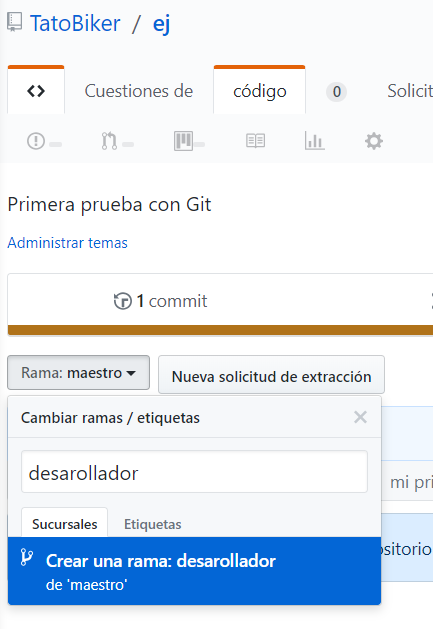 TatoBiker / ej
<> Cuestiones de código 0 Solicit
Primera prueba con Git
Administrar temas
1 commit
Rama: maestro Nueva solicitud de extracción
Cambiar ramas / etiquetas
desarollador
mi pri
Sucursales Etiquetas
Crear una rama: desarollador
de 'maestro'
ositorio